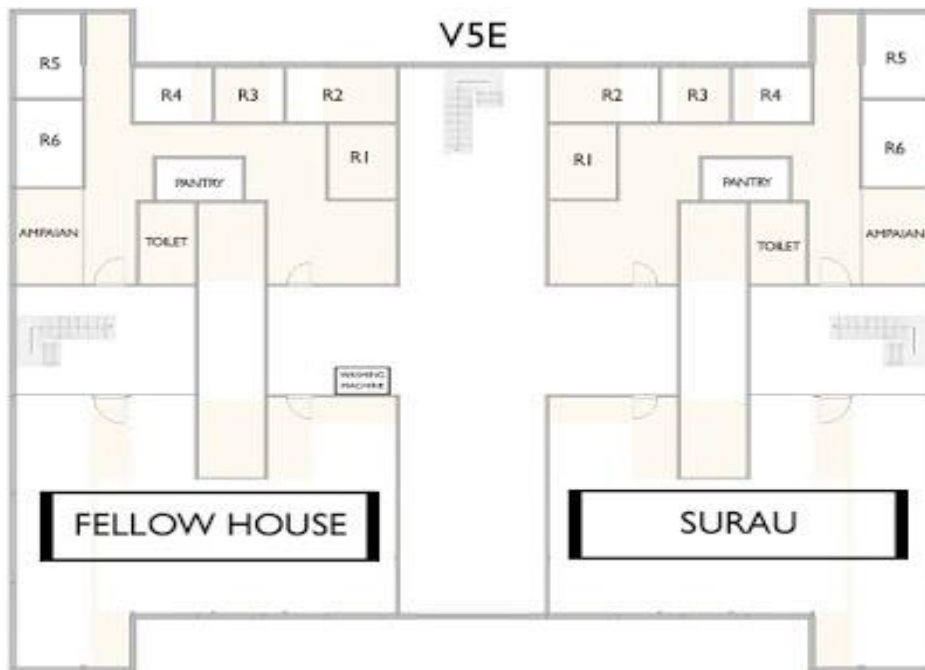 V5E
R5
R4
R3
R2
R6
R1
PANTRY
AMPAIAN
TOILET
R2
R3
R4
R5
R1
R6
PANTRY
TOILET
AMPAIAN
WASHING
MACHINE
FELLOW HOUSE
SURAU